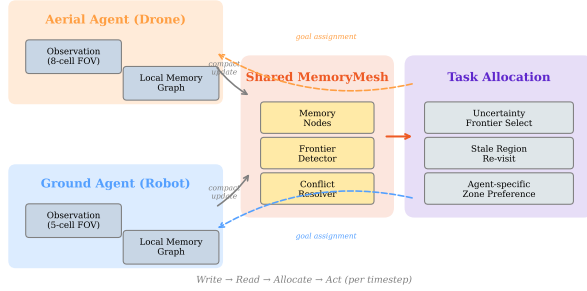 Aerial Agent (Drone)
Observation
(8-cell FOV)
Local Memory
Graph
compact
update
goal assignment
Shared MemoryMesh
Memory
Nodes
Frontier
Detector
Conflict
Resolver
Task Allocation
Uncertainty
Frontier Select
Stale Region
Re-visit
Agent-specific
Zone Preference
Ground Agent (Robot)
Observation
(5-cell FOV)
Local Memory
Graph
compact
update
goal assignment
Write → Read → Allocate → Act (per timestep)